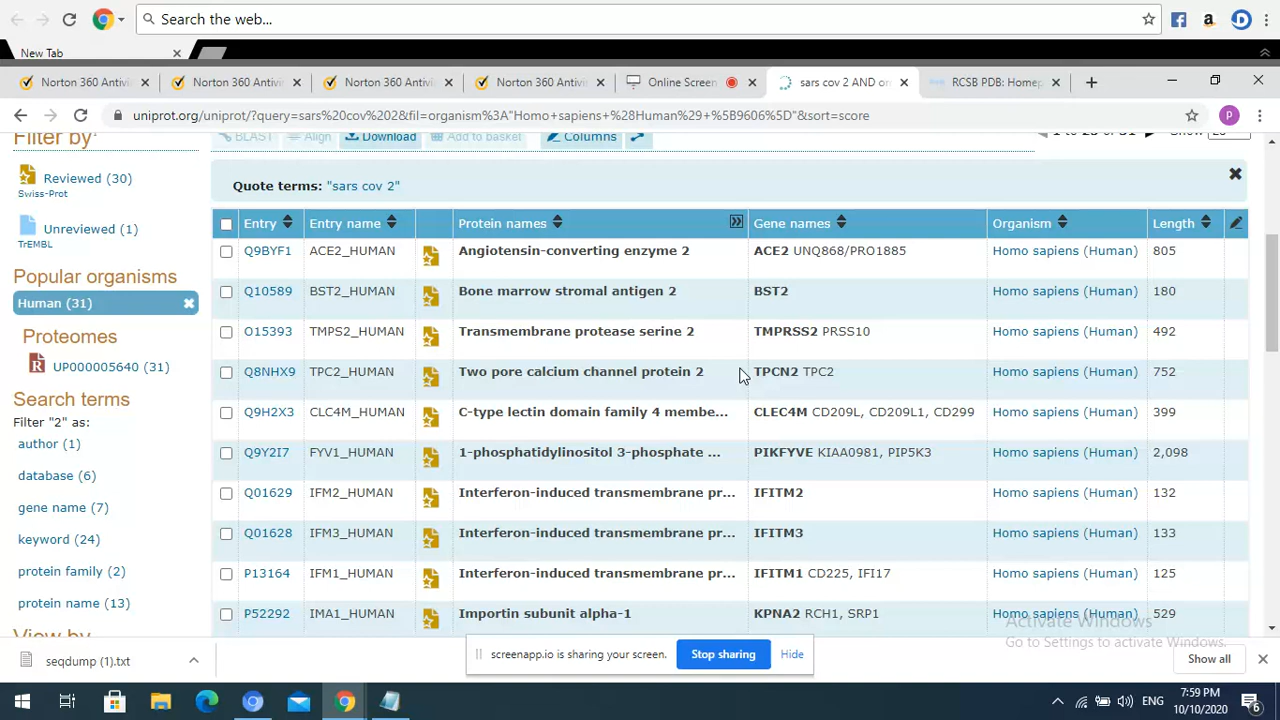 Search the web...
New Tab
Norton 360 Antivi
Norton 360 Antivi
Norton 360 Antivi
Norton 360 Antivi
Online Screen
sars cov 2 AND or
RCSB PDB: Homep
uniprot.org/uniprot/?query=sars%20cov%202&fil=organism%3A"Homo+sapiens+%28Human%29+%5B9606%5D"&sort=score
P
Filter by
BLAST Align Download Add to basket Columns
Reviewed (30)
Swiss-Prot
Quote terms: "sars cov 2"
Unreviewed (1)
TrEMBL
Entry Entry name Protein names Gene names Organism Length
Q9BYF1 ACE2_HUMAN Angiotensin-converting enzyme 2 ACE2 UNQ868/PRO1885 Homo sapiens (Human) 805
Popular organisms
Q10589 BST2_HUMAN Bone marrow stromal antigen 2 BST2 Homo sapiens (Human) 180
Human (31)
O15393 TMPS2_HUMAN Transmembrane protease serine 2 TMPRSS2 PRSS10 Homo sapiens (Human) 492
Proteomes
UP000005640 (31)
Q8NHX9 TPC2_HUMAN Two pore calcium channel protein 2 TPCN2 TPC2 Homo sapiens (Human) 752
Search terms
Q9H2X3 CLC4M_HUMAN C-type lectin domain family 4 membe... CLEC4M CD209L, CD209L1, CD299 Homo sapiens (Human) 399
Filter "2" as:
author (1)
Q9Y2I7 FYV1_HUMAN 1-phosphatidylinositol 3-phosphate ... PIKFYVE KIAA0981, PIP5K3 Homo sapiens (Human) 2,098
database (6)
Q01629 IFM2_HUMAN Interferon-induced transmembrane pr... IFITM2 Homo sapiens (Human) 132
gene name (7)
Q01628 IFM3_HUMAN Interferon-induced transmembrane pr... IFITM3 Homo sapiens (Human) 133
keyword (24)
protein family (2)
P13164 IFM1_HUMAN Interferon-induced transmembrane pr... IFITM1 CD225, IFI17 Homo sapiens (Human) 125
protein name (13)
P52292 IMA1_HUMAN Importin subunit alpha-1 KPNA2 RCH1, SRP1 Homo sapiens (Human) 529
View by
Activate Windows
Go to Settings to activate Windows.
seqdump (1).txt
screenapp.io is sharing your screen. Stop sharing Hide
Show all
ENG
7:59 PM
10/10/2020
6